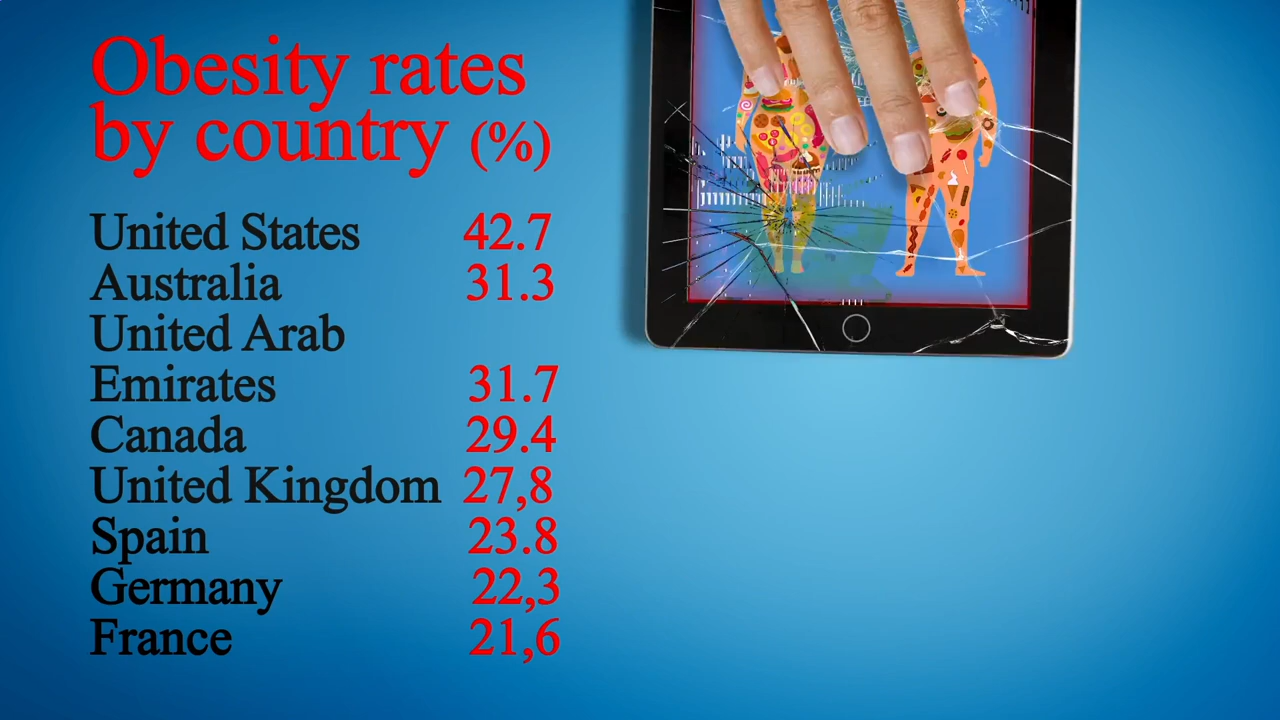 Obesity rates
by country (%)
United States 42.7
Australia 31.3
United Arab
Emirates 31.7
Canada 29.4
United Kingdom 27,8
Spain 23.8
Germany 22,3
France 21,6